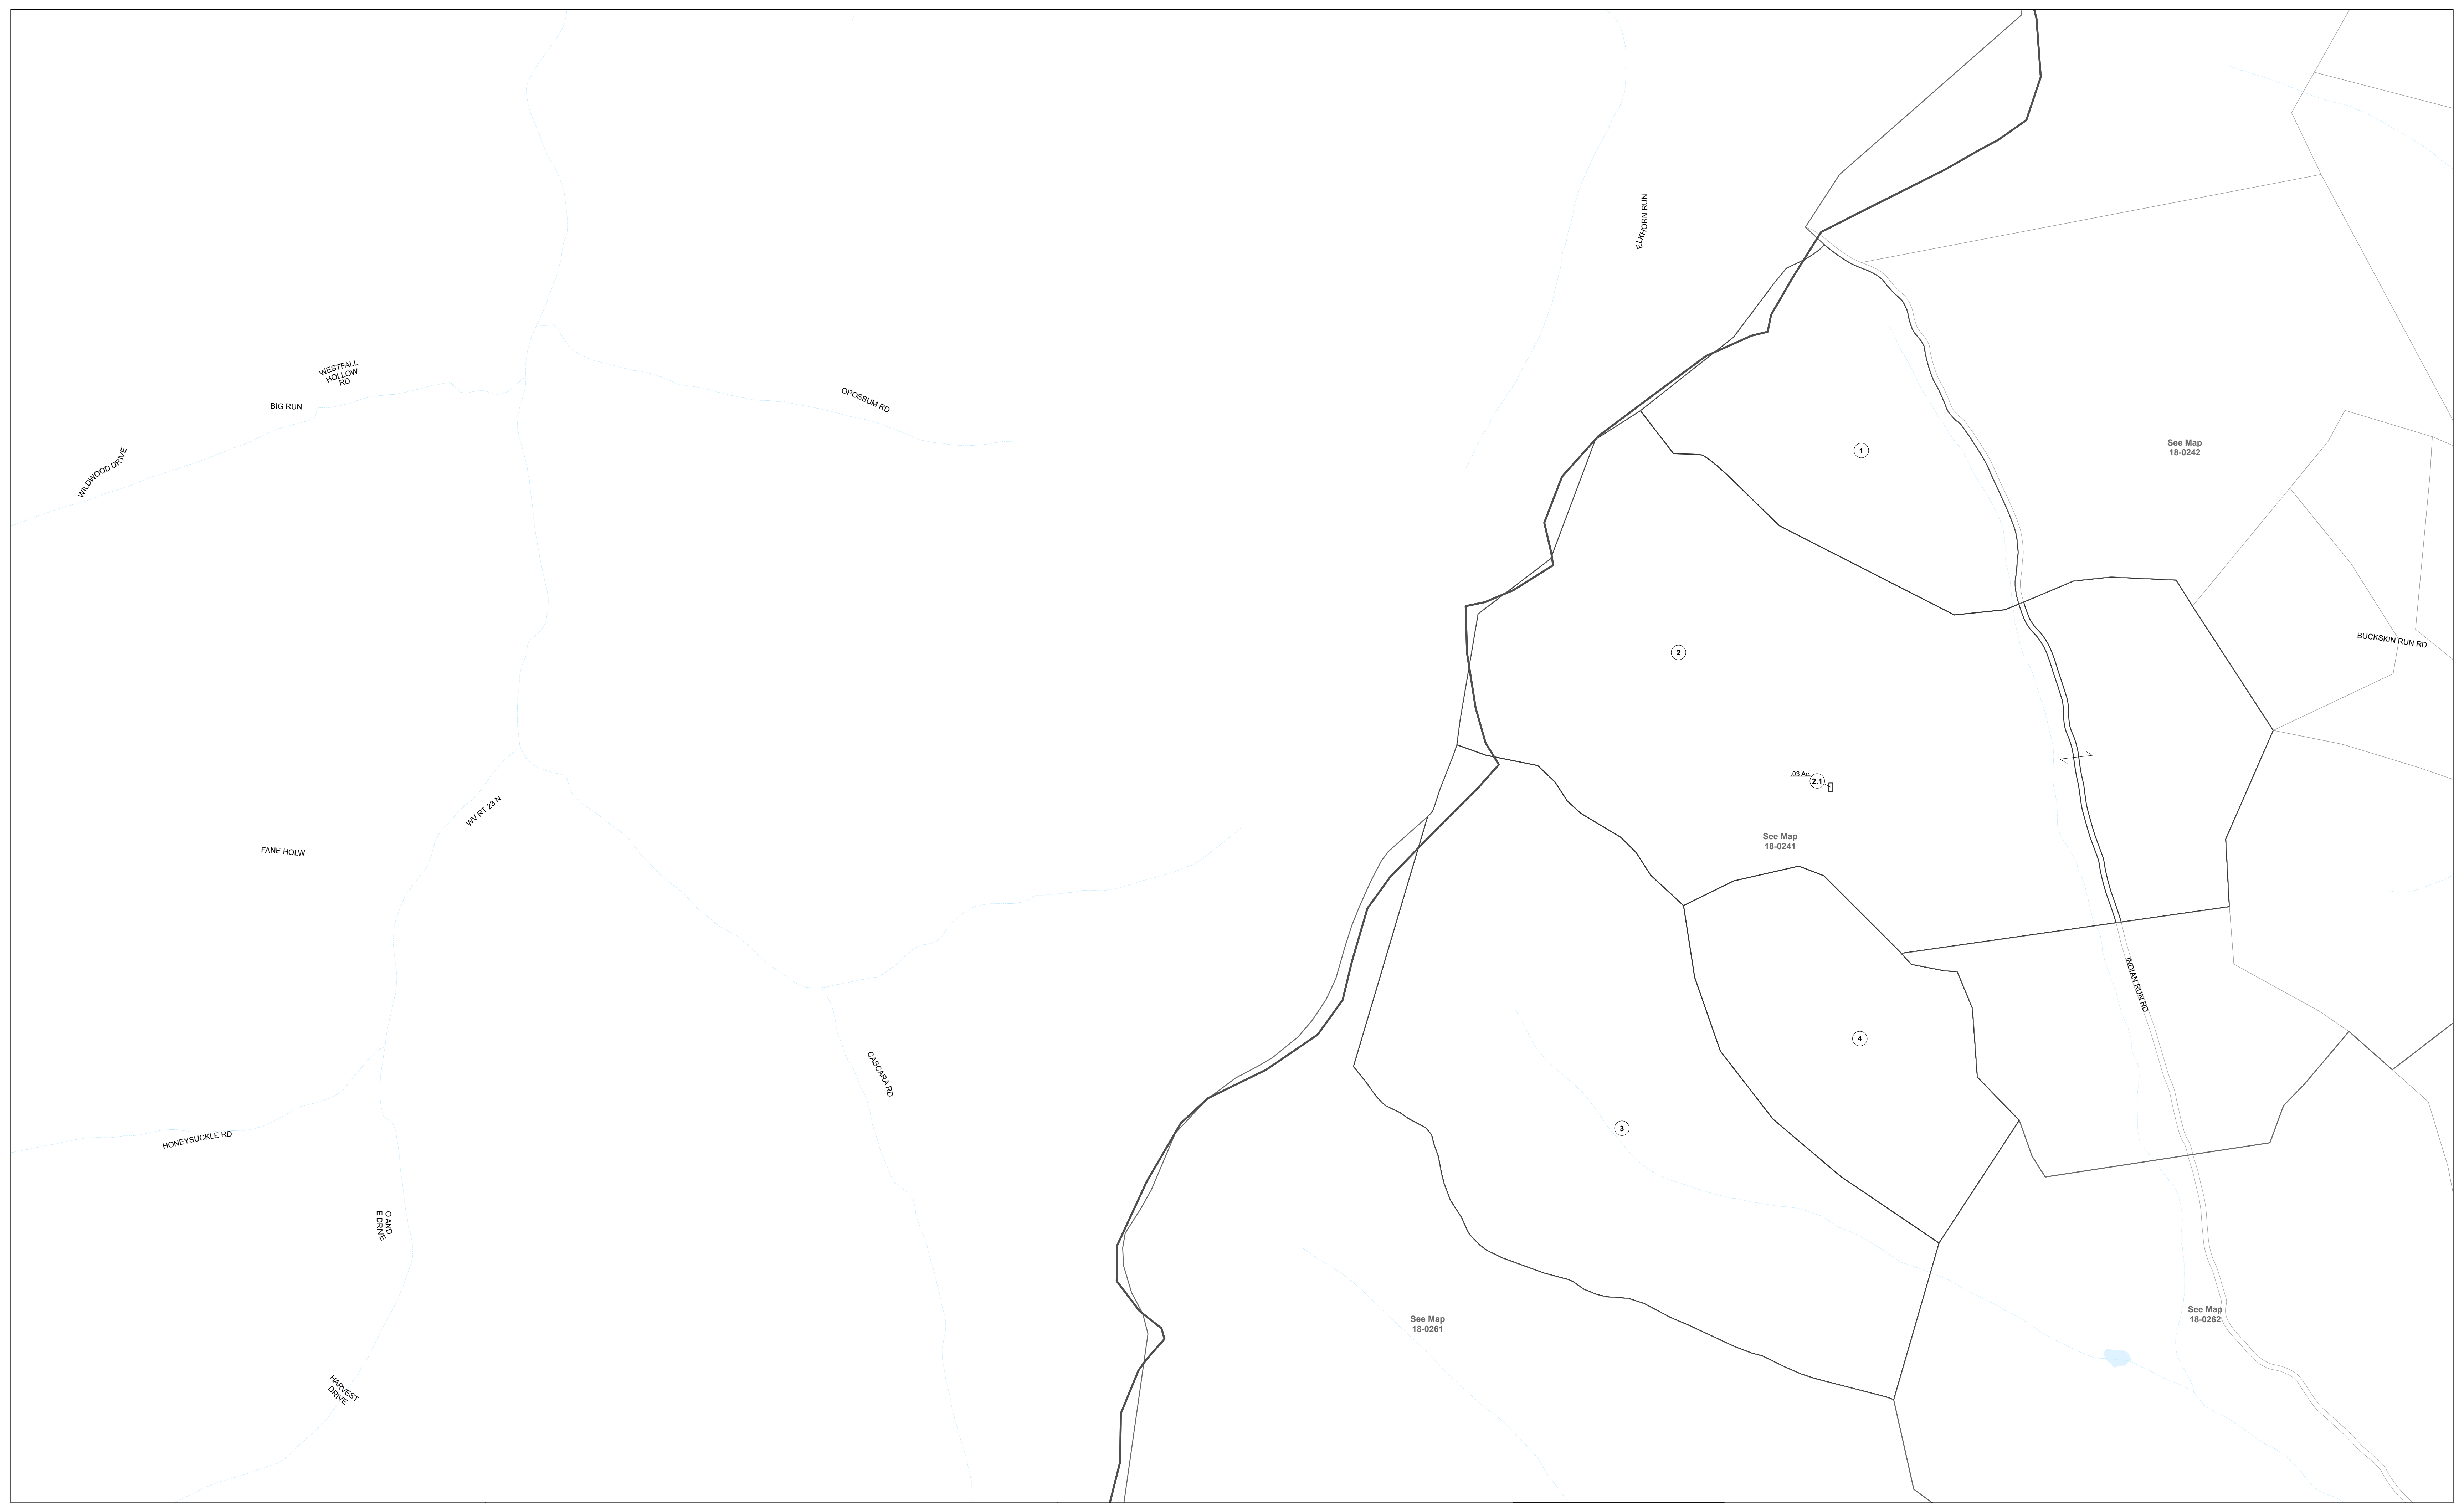 ELKHORN RUN
WESTFALL
HOLLOW
RD
BIG RUN
OPOSSUM RD
WILDWOOD DRIVE
1
See Map
18-0242
BUCKSKIN RUN RD
2
.03 Ac.
2.1
See Map
18-0241
WV RT 23 N
FANE HOLW
INDIAN RUN RD
4
CASCARA RD
3
HONEYSUCKLE RD
O AND
E DRIVE
See Map
18-0261
See Map
18-0262
HARVEST
DRIVE